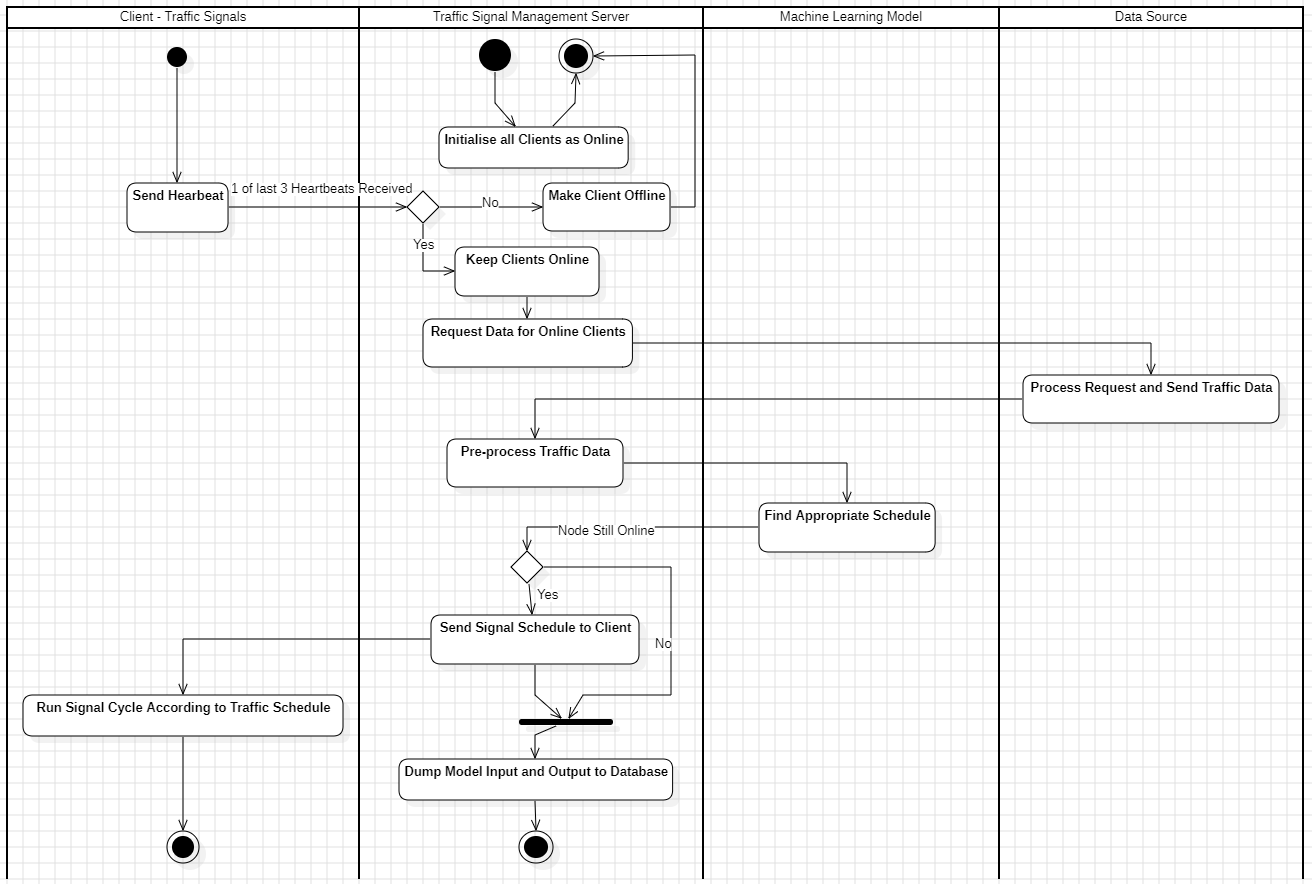 Client - Traffic Signals
Traffic Signal Management Server
Machine Learning Model
Data Source
Initialise all Clients as Online
Send Hearbeat
1 of last 3 Heartbeats Received
No
Make Client Offline
Yes
Keep Clients Online
Request Data for Online Clients
Process Request and Send Traffic Data
Pre-process Traffic Data
Find Appropriate Schedule
Node Still Online
Yes
Send Signal Schedule to Client
No
Run Signal Cycle According to Traffic Schedule
Dump Model Input and Output to Database